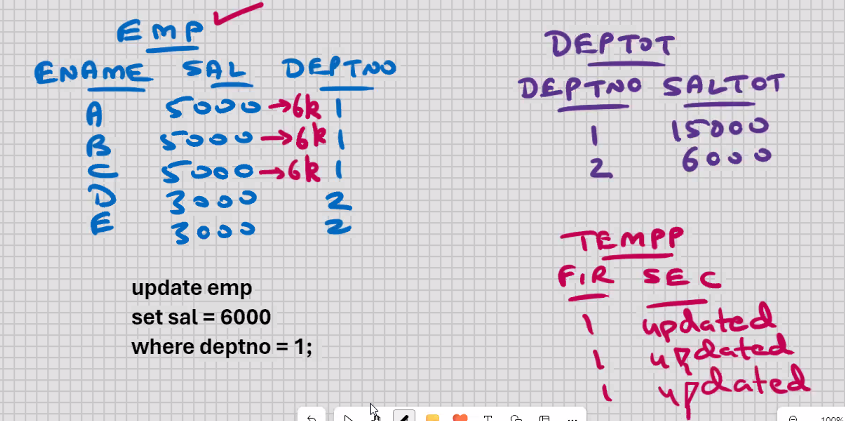 EMP
ENAME SAL DEPTNO
A 5000 →6k 1
B 5000 →6k 1
C 5000 →6k 1
D 3000 2
E 3000 2
update emp
set sal = 6000
where deptno = 1;
DEPTOT
DEPTNO SALTOT
1 15000
2 6000
TEMPP
FIR SEC
1 updated
1 updated
1 updated
100%